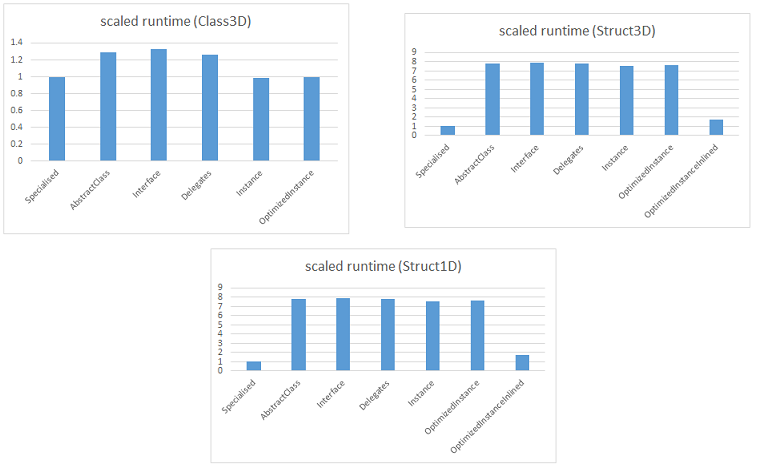 scaled runtime (Class3D)
1.4
1.2
1
0.8
0.6
0.4
0.2
0
Specialised
AbstractClass
Interface
Delegates
Instance
OptimizedInstance
scaled runtime (Struct3D)
9
8
7
6
5
4
3
2
1
0
Specialised
AbstractClass
Interface
Delegates
Instance
OptimizedInstance
OptimizedInstanceInlined
scaled runtime (Struct1D)
9
8
7
6
5
4
3
2
1
0
Specialised
AbstractClass
Interface
Delegates
Instance
OptimizedInstance
OptimizedInstanceInlined